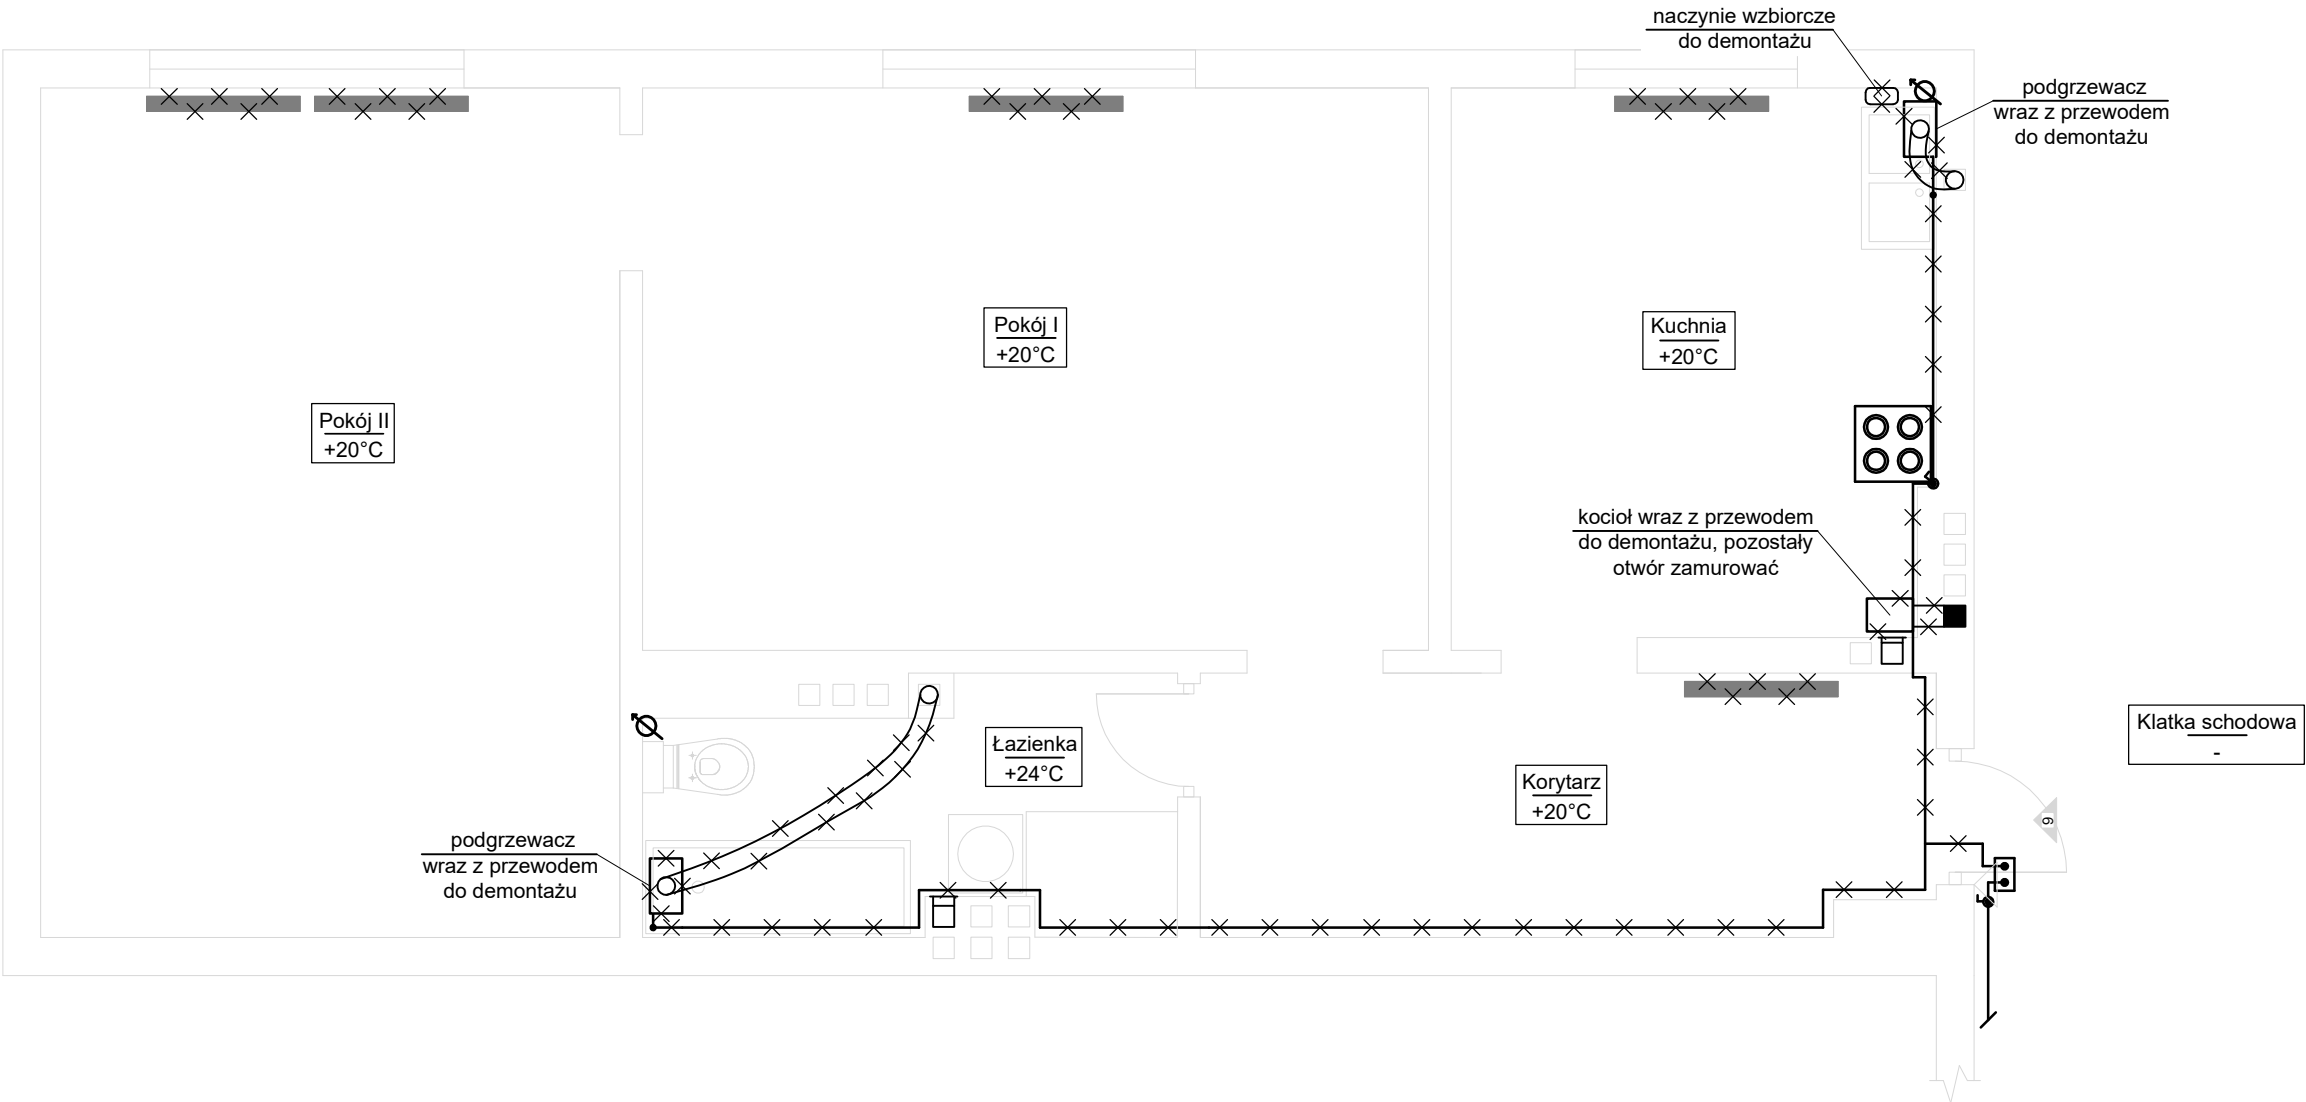 naczynie wzbiorcze
do demontażu
podgrzewacz
wraz z przewodem
do demontażu
Pokój I
+20°C
Kuchnia
+20°C
Pokój II
+20°C
kocioł wraz z przewodem
do demontażu, pozostały
otwór zamurować
Klatka schodowa
-
Łazienka
+24°C
Korytarz
+20°C
9
podgrzewacz
wraz z przewodem
do demontażu